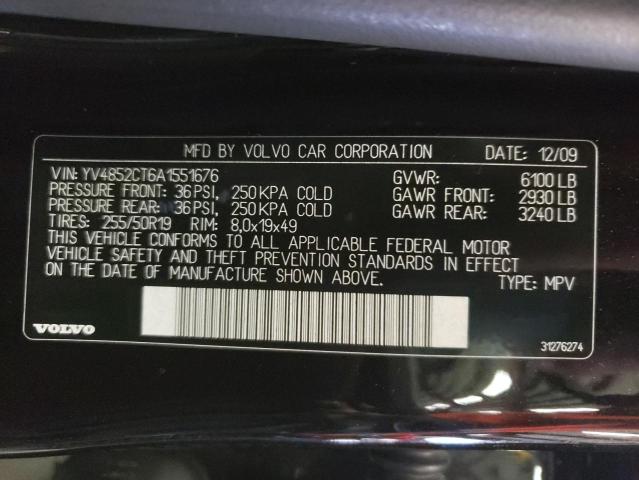 MFD BY VOLVO CAR CORPORATION DATE: 12/09
VIN: YV4852CT6A1551676 GVWR: 6100 LB
PRESSURE FRONT: 36 PSI, 250 KPA COLD GAWR FRONT: 2930 LB
PRESSURE REAR: 36 PSI, 250 KPA COLD GAWR REAR: 3240 LB
TIRES: 255/50R19 RIM: 8,0x19x49
THIS VEHICLE CONFORMS TO ALL APPLICABLE FEDERAL MOTOR
VEHICLE SAFETY AND THEFT PREVENTION STANDARDS IN EFFECT
ON THE DATE OF MANUFACTURE SHOWN ABOVE. TYPE: MPV
VOLVO 31276274